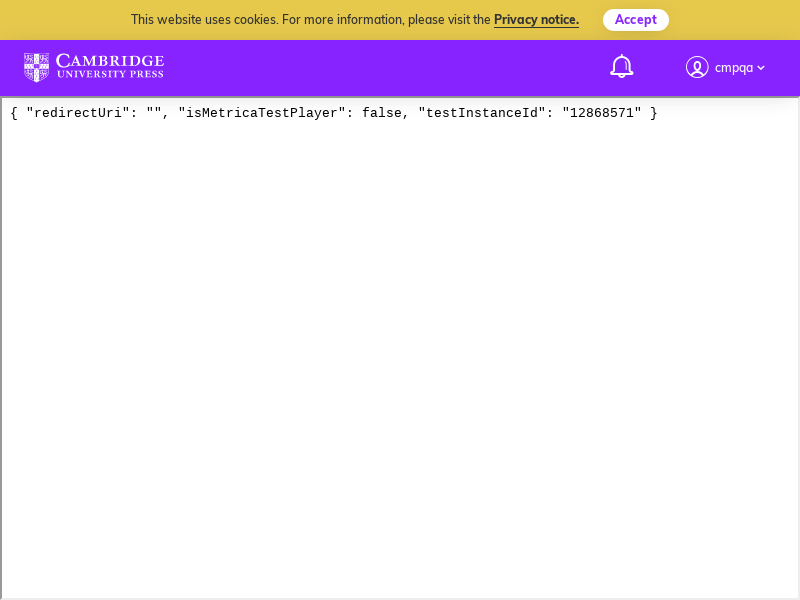 This website uses cookies. For more information, please visit the Privacy notice.
Accept
CAMBRIDGE
UNIVERSITY PRESS
cmpqa
{ "redirectUri": "", "isMetricaTestPlayer": false, "testInstanceId": "12868571" }